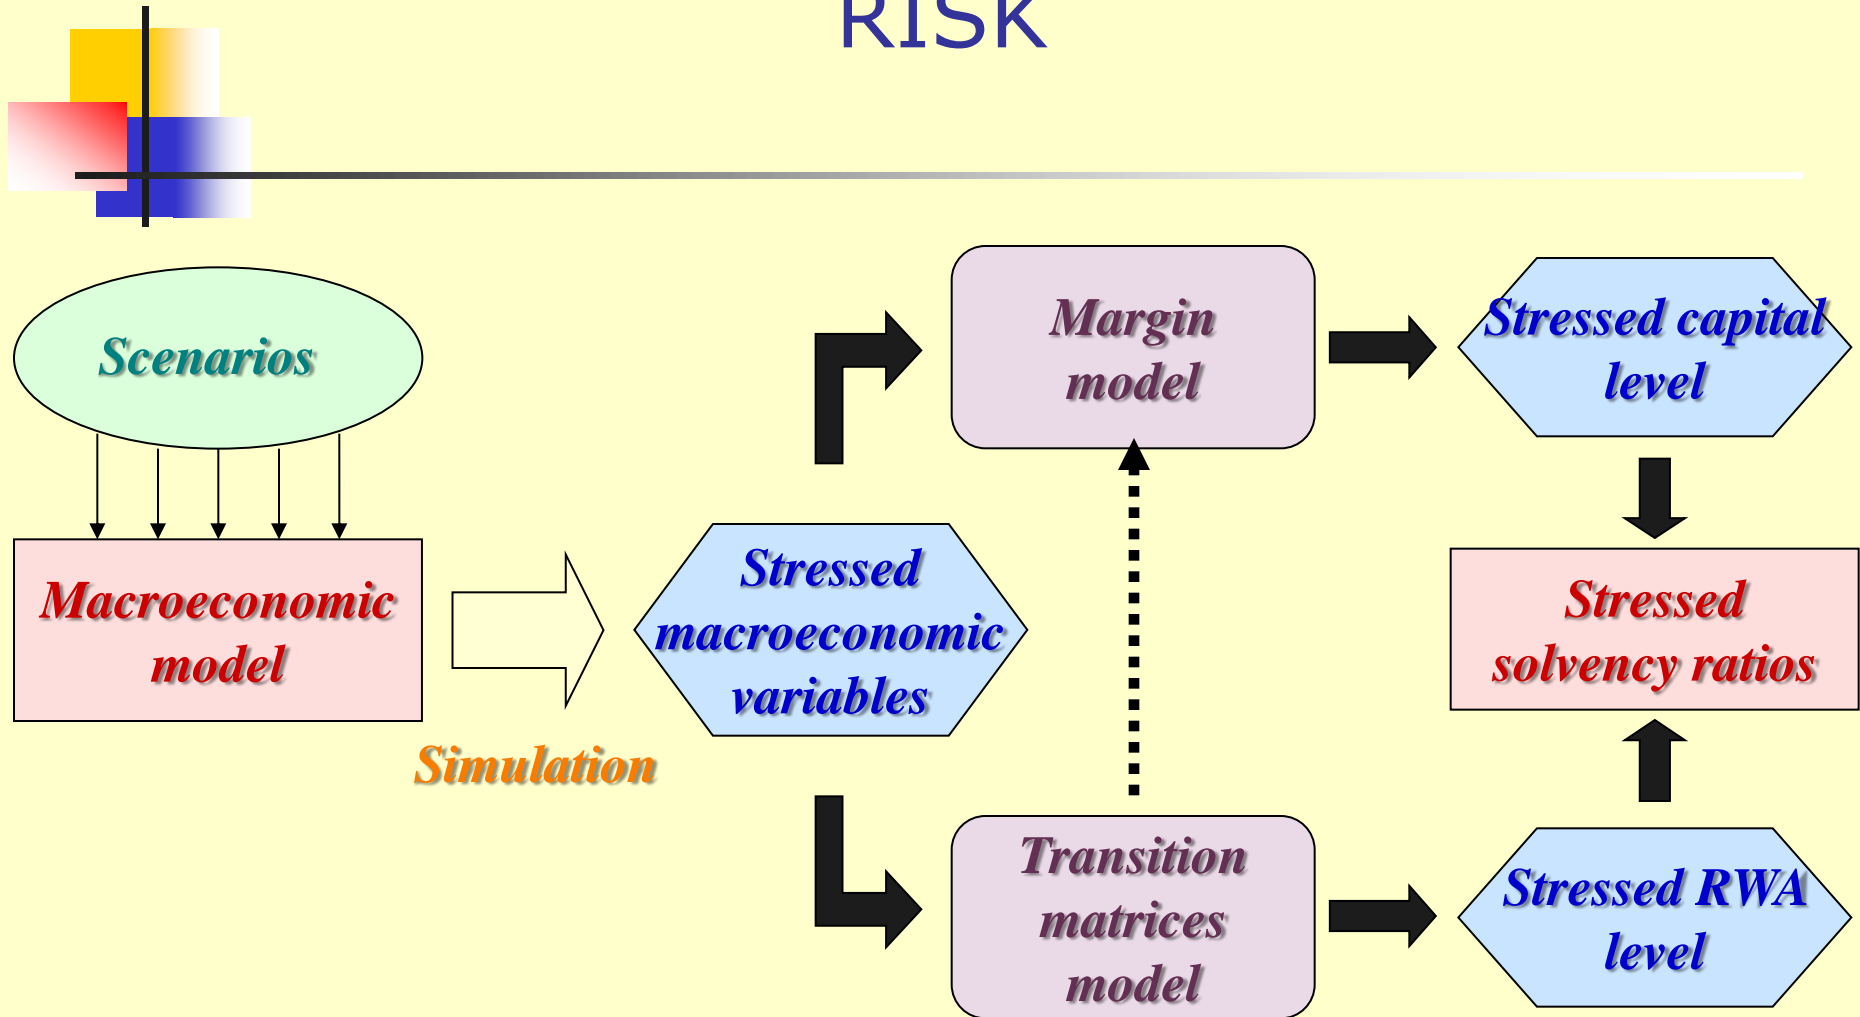 RISK
Scenarios
Macroeconomic
model
Simulation
Stressed
macroeconomic
variables
Margin
model
Transition
matrices
model
Stressed capital
level
Stressed
solvency ratios
Stressed RWA
level